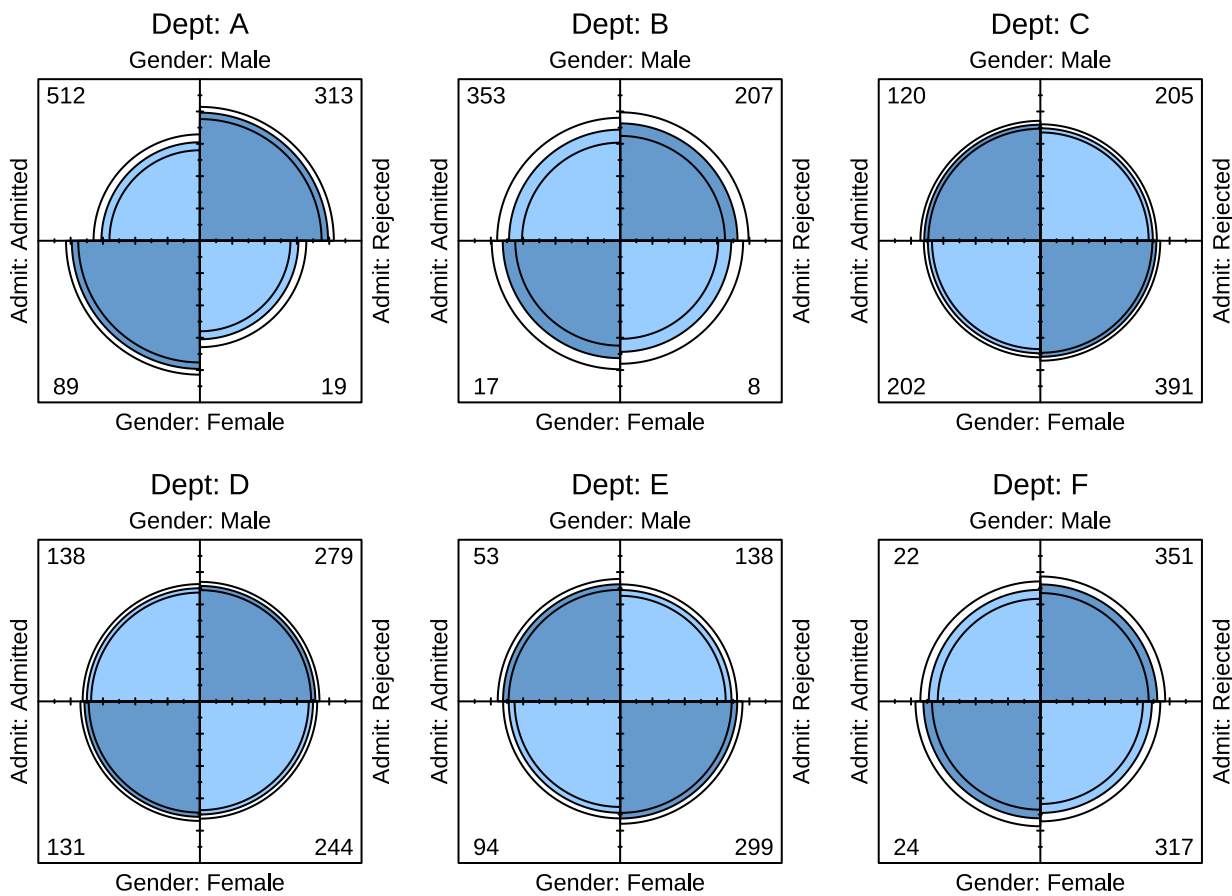 Dept: A
Gender: Male
512 313
Admit: Admitted
Admit: Rejected
89 19
Gender: Female
Dept: B
Gender: Male
353 207
Admit: Admitted
Admit: Rejected
17 8
Gender: Female
Dept: C
Gender: Male
120 205
Admit: Admitted
Admit: Rejected
202 391
Gender: Female
Dept: D
Gender: Male
138 279
Admit: Admitted
Admit: Rejected
131 244
Gender: Female
Dept: E
Gender: Male
53 138
Admit: Admitted
Admit: Rejected
94 299
Gender: Female
Dept: F
Gender: Male
22 351
Admit: Admitted
Admit: Rejected
24 317
Gender: Female